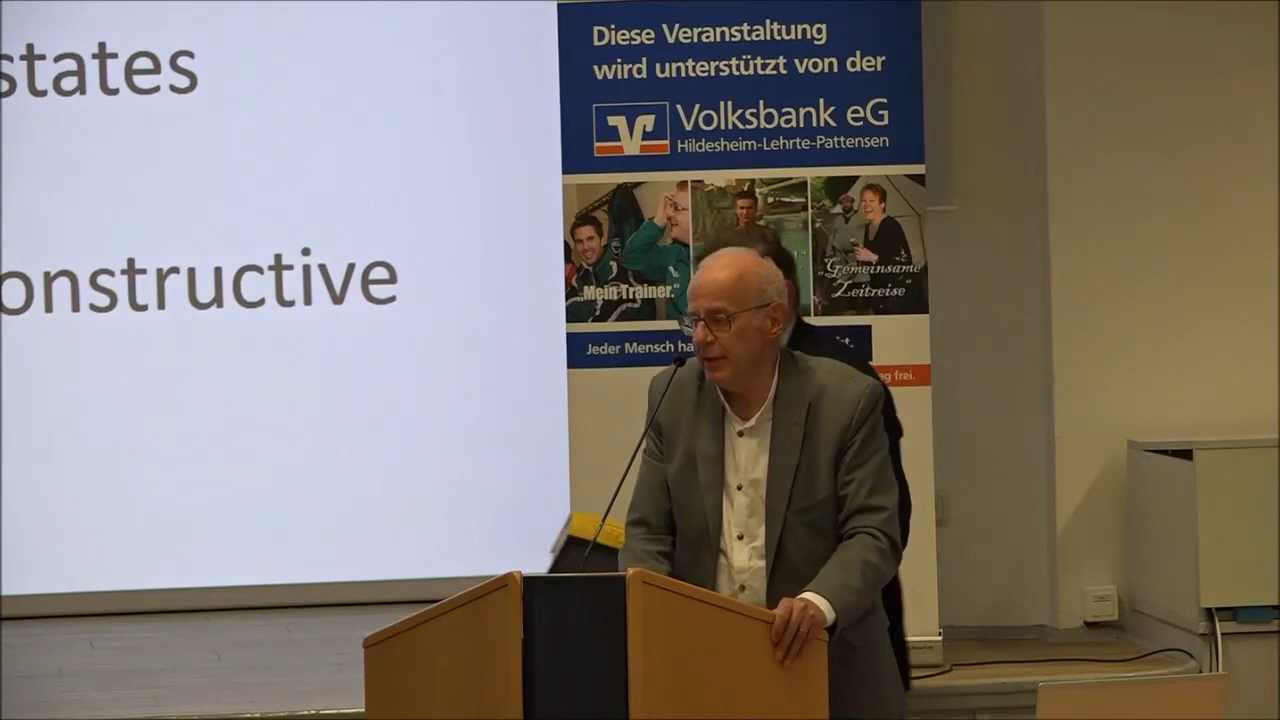 states
onstructive
Diese Veranstaltung
wird unterstützt von der
Volksbank eG
Hildesheim-Lehrte-Pattensen
„Mein Trainer."
„Gemeinsame
Zeitreise"
Jeder Mensch ha
frei.